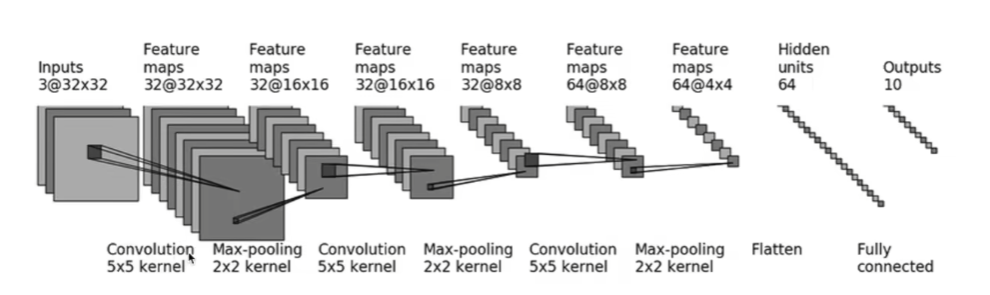 Inputs
3@32x32
Feature
maps
32@32x32
Feature
maps
32@16x16
Feature
maps
32@16x16
Feature
maps
32@8x8
Feature
maps
64@8x8
Feature
maps
64@4x4
Hidden
units
64
Outputs
10
Convolution
5x5 kernel
Max-pooling
2x2 kernel
Convolution
5x5 kernel
Max-pooling
2x2 kernel
Convolution
5x5 kernel
Max-pooling
2x2 kernel
Flatten
Fully
connected